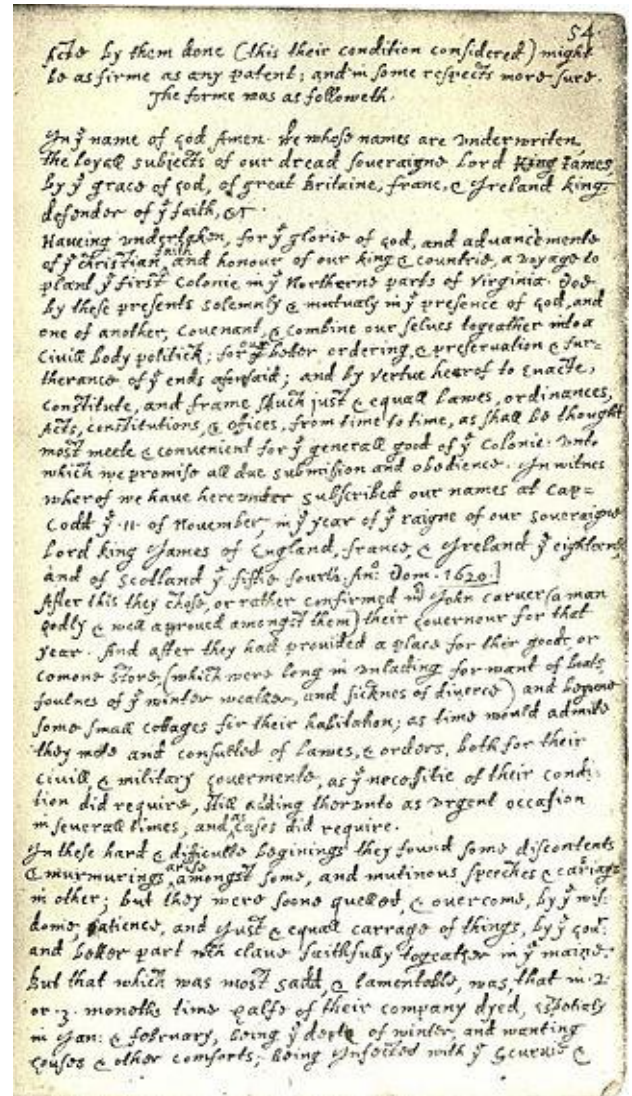 54
Acts by them done (this their condition considered) might
be as firme as any patent; and in some respects more sure.
The forme was as followeth.
In yͤ name of god Amen. We whose names are underwriten,
the loyall subjects of our dread soveraigne Lord King James,
by yͤ grace of god, of great Britaine, franc, & Ireland king,
defender of yͤ faith, &c.
Haveing undertaken, for yͤ glorie of god, and advancemente
of yͤ christian faith and honour of our king & countrie, a voyage to
plant yͤ first colonie in yͤ Northerne parts of Virginia. Doe
by these presents solemnly & mutualy in yͤ presence of god, and
one of another, covenant, & combine our selves togeather into a
civill body politick; for our better ordering, & preservation & fur=
therance of yͤ ends aforesaid; and by vertue hearof to Enacte,
constitute, and frame such just & equall lawes, ordinances,
Acts, constitutions, & offices, from time to time, as shall be thought
most meete & convenient for yͤ generall good of yͤ Colonie: unto
which we promise all due submission and obedience. In witnes
wherof we have hereunder subscribed our names at Cap=
Codd yͤ .11. of November, in yͤ year of yͤ raigne of our soveraigne
Lord king James of England, france, & Ireland yͤ eighteenth
and of Scotland yͤ fiftie fourth. Anͦ: Dom. 1620.]
After this they chose, or rather confirmed mͬ John carver (a man
godly & well approved amongst them) their governour for that
year. And after they had provided a place for their goods, or
comone store, (which were long in unlading for want of boats,
foulnes of yͤ winter weather, and sicknes of diverce) and begune
some small cottages for their habitation; as time would admitte
they mette and consulted of lawes, & orders, both for their
civill, & military govermente, as yͤ necessitie of their condi-
tion did require, still adding therunto as urgent occasion
in severall times, and as cases did require.
In these hard & difficulte beginings they found some discontents
& murmurings arise amongst some, and mutinous speeches & cariags
in other; but they were soone quelled, & overcome, by yͤ wis-
dome, patience, and just & equall carrage of things, by yͤ Govͬ.
and better part wᶜʰ clave faithfully togeather in yͤ maine.
But that which was most sadd, & lamentable, was, that in .2.
or .3. moneths time halfe of their company dyed, espetialy
in Jan: & february, being yͤ depth of winter, and wanting
houses & other comforts; being Infected with yͤ scurvie &